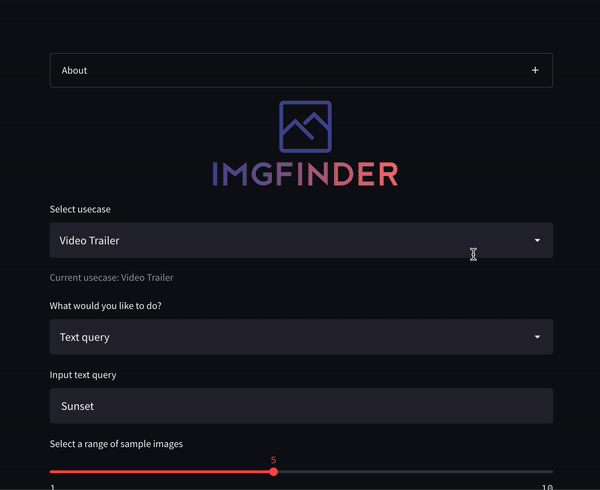 About +
IMGFINDER
Select usecase
Video Trailer
Current usecase: Video Trailer
What would you like to do?
Text query
Input text query
Sunset
Select a range of sample images
5
1 10